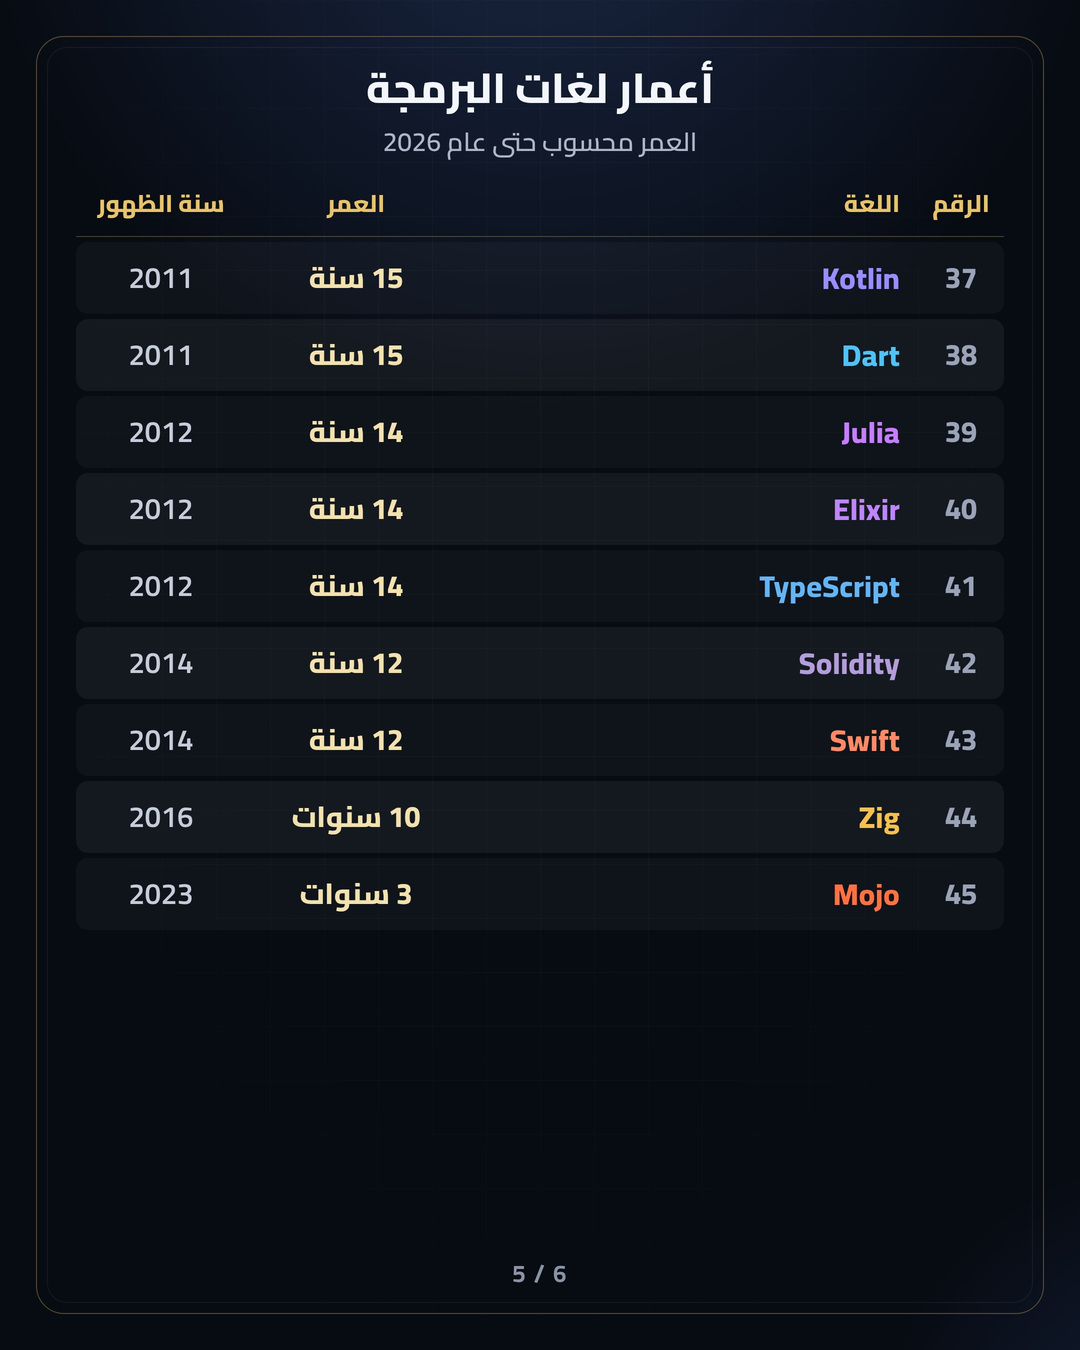 أعمار لغات البرمجة
العمر محسوب حتى عام 2026
الرقم اللغة العمر سنة الظهور
37 Kotlin 15 سنة 2011
38 Dart 15 سنة 2011
39 Julia 14 سنة 2012
40 Elixir 14 سنة 2012
41 TypeScript 14 سنة 2012
42 Solidity 12 سنة 2014
43 Swift 12 سنة 2014
44 Zig 10 سنوات 2016
45 Mojo 3 سنوات 2023
5 / 6